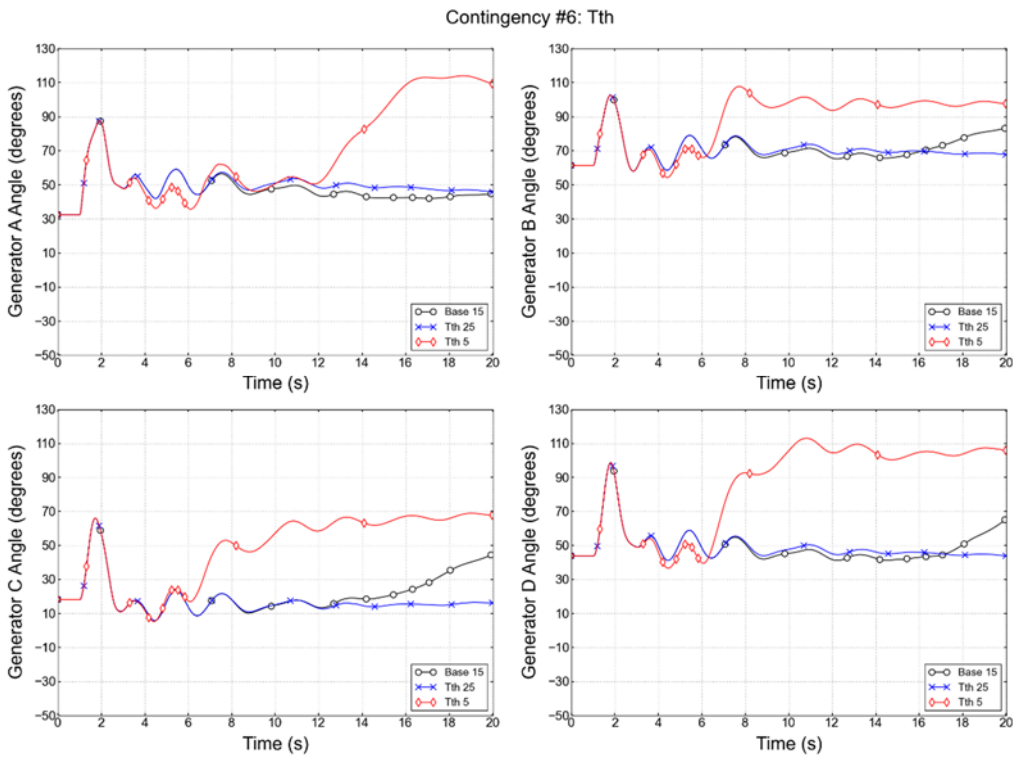 Contingency #6: Tth
Generator A Angle (degrees)
130
110
90
70
50
30
10
−10
−30
−50
0 2 4 6 8 10 12 14 16 18 20
Time (s)
Base 15
Tth 25
Tth 5
Generator B Angle (degrees)
130
110
90
70
50
30
10
−10
−30
−50
0 2 4 6 8 10 12 14 16 18 20
Time (s)
Base 15
Tth 25
Tth 5
Generator C Angle (degrees)
130
110
90
70
50
30
10
−10
−30
−50
0 2 4 6 8 10 12 14 16 18 20
Time (s)
Base 15
Tth 25
Tth 5
Generator D Angle (degrees)
130
110
90
70
50
30
10
−10
−30
−50
0 2 4 6 8 10 12 14 16 18 20
Time (s)
Base 15
Tth 25
Tth 5